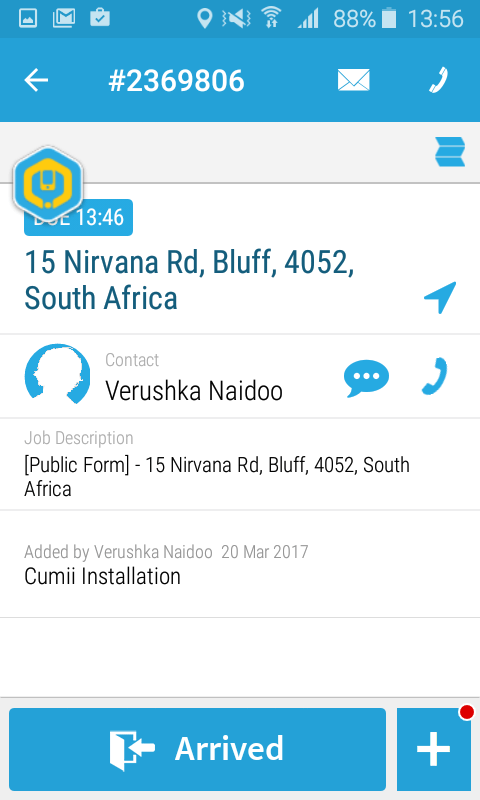 88% 13:56
#2369806
DUE 13:46
15 Nirvana Rd, Bluff, 4052,
South Africa
Contact
Verushka Naidoo
Job Description
[Public Form] - 15 Nirvana Rd, Bluff, 4052, South
Africa
Added by Verushka Naidoo 20 Mar 2017
Cumii Installation
Arrived